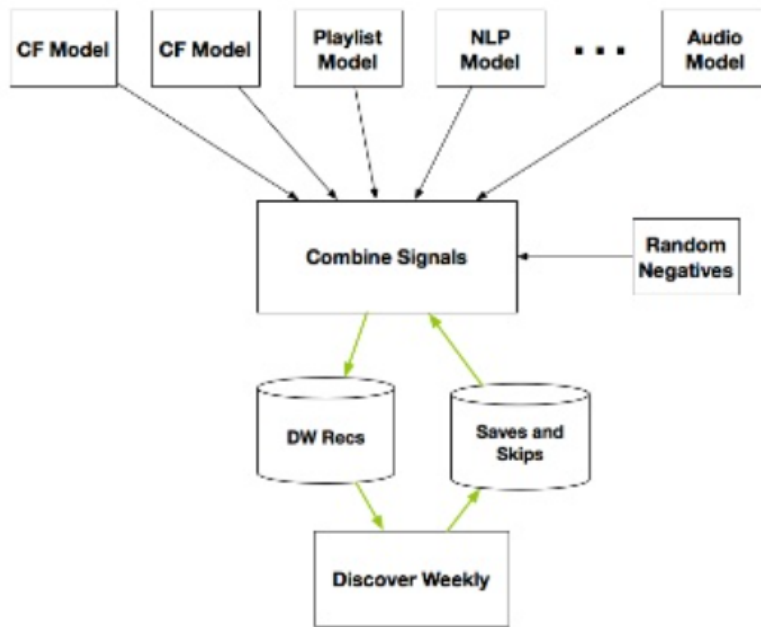 CF Model
CF Model
Playlist
Model
NLP
Model
...
Audio
Model
Combine Signals
Random
Negatives
DW Recs
Saves and
Skips
Discover Weekly